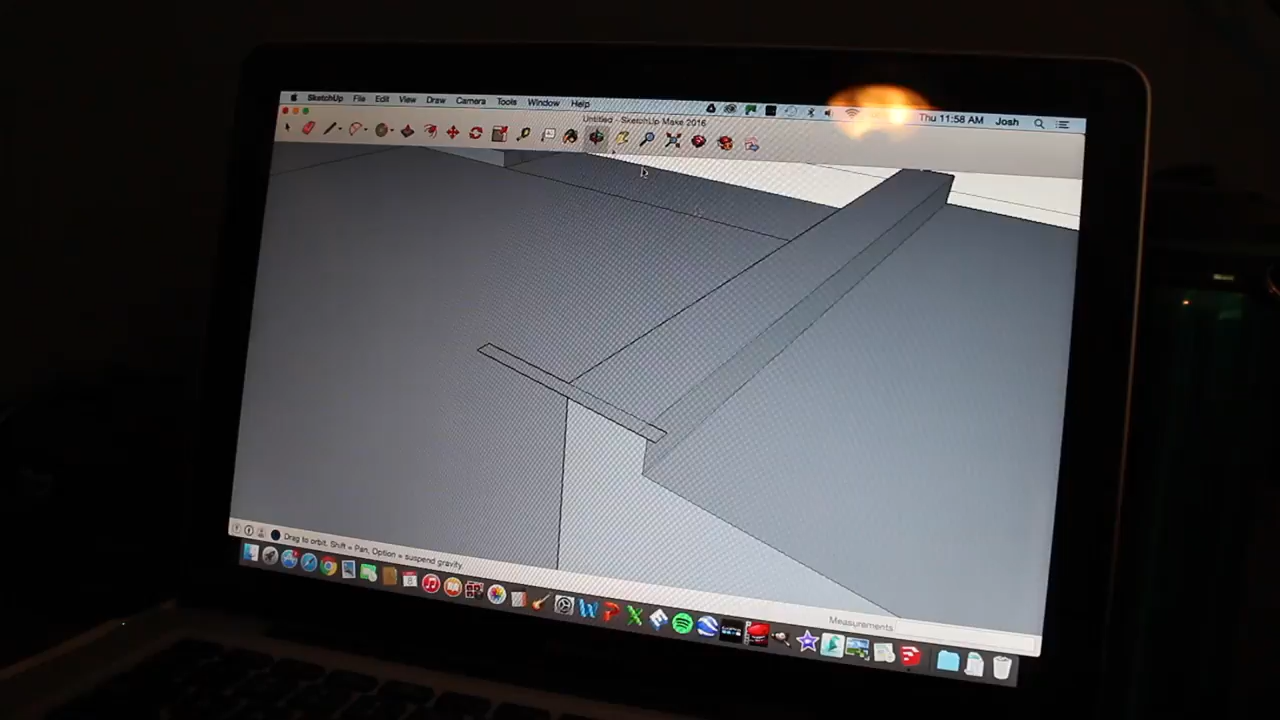 SketchUp File Edit View Draw Camera Tools Window Help Thu 11:58 AM Josh
Untitled - SketchUp Make 2016
Drag to orbit. Shift = Pan, Option = suspend gravity.
Measurements